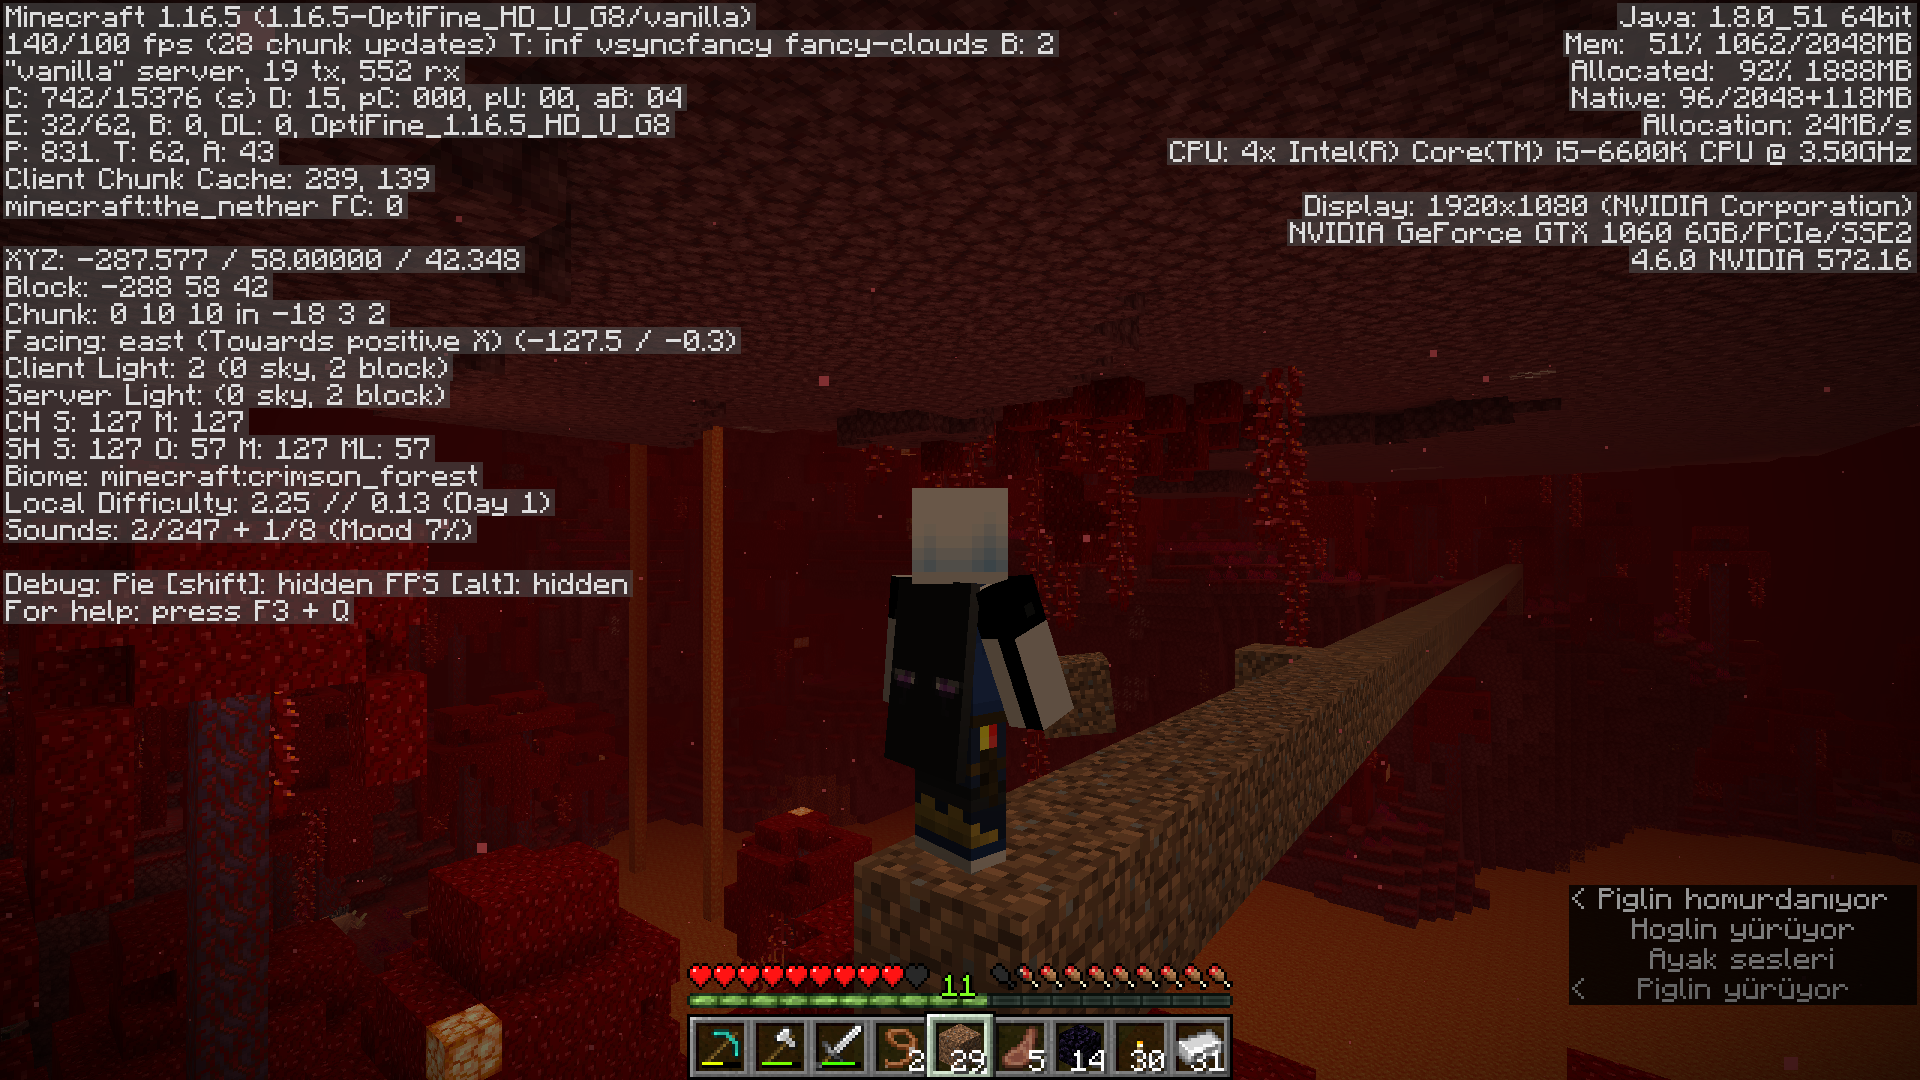 Minecraft 1.16.5 (1.16.5-OptiFine_HD_U_G8/vanilla)
140/100 fps (28 chunk updates) T: inf vsyncfancy fancy-clouds B: 2
"vanilla" server, 19 tx, 552 rx
C: 742/15376 (s) D: 15, pC: 000, pU: 00, aB: 04
E: 32/62, B: 0, DL: 0, OptiFine_1.16.5_HD_U_G8
P: 831. T: 62, A: 43
Client Chunk Cache: 289, 139
minecraft:the_nether FC: 0
XYZ: -287.577 / 58.00000 / 42.348
Block: -288 58 42
Chunk: 0 10 10 in -18 3 2
Facing: east (Towards positive X) (-127.5 / -0.3)
Client Light: 2 (0 sky, 2 block)
Server Light: (0 sky, 2 block)
CH S: 127 M: 127
SH S: 127 O: 57 M: 127 ML: 57
Biome: minecraft:crimson_forest
Local Difficulty: 2.25 // 0.13 (Day 1)
Sounds: 2/247 + 1/8 (Mood 7%)
Debug: Pie [shift]: hidden FPS [alt]: hidden
For help: press F3 + Q
Java: 1.8.0_51 64bit
Mem: 51% 1062/2048MB
Allocated: 92% 1888MB
Native: 96/2048+118MB
Allocation: 24MB/s
CPU: 4x Intel(R) Core(TM) i5-6600K CPU @ 3.50GHz
Display: 1920x1080 (NVIDIA Corporation)
NVIDIA GeForce GTX 1060 6GB/PCIe/SSE2
4.6.0 NVIDIA 572.16
< Piglin homurdanıyor
Hoglin yürüyor
Ayak sesleri
< Piglin yürüyor
11
2 29 5 14 30 31